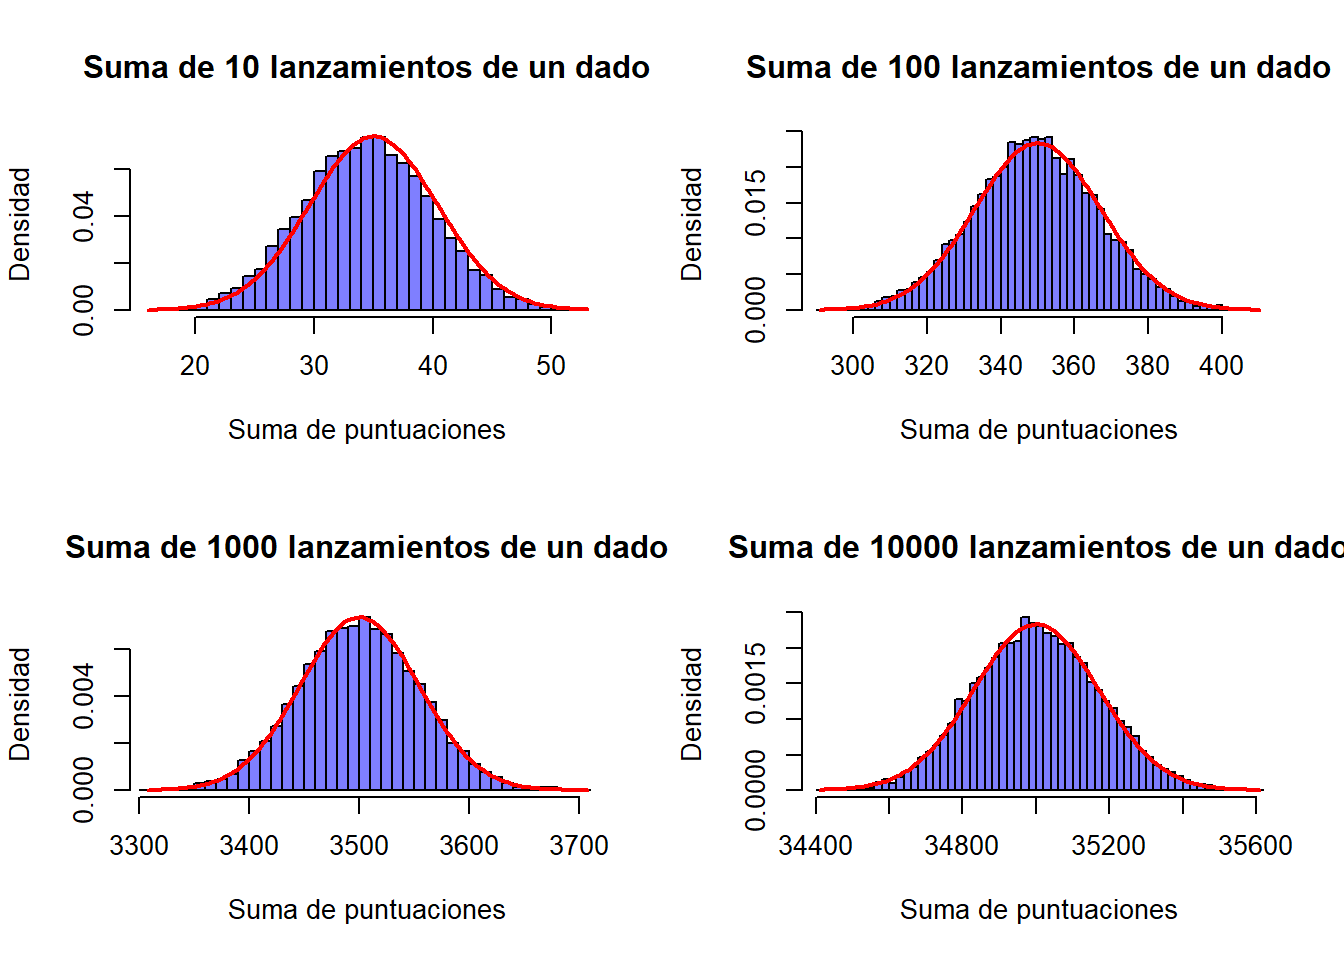 Suma de 10 lanzamientos de un dado
Densidad
0.00 0.04
20 30 40 50
Suma de puntuaciones
Suma de 100 lanzamientos de un dado
Densidad
0.000 0.015
300 320 340 360 380 400
Suma de puntuaciones
Suma de 1000 lanzamientos de un dado
Densidad
0.000 0.004
3300 3400 3500 3600 3700
Suma de puntuaciones
Suma de 10000 lanzamientos de un dado
Densidad
0.0000 0.0015
34400 34800 35200 35600
Suma de puntuaciones